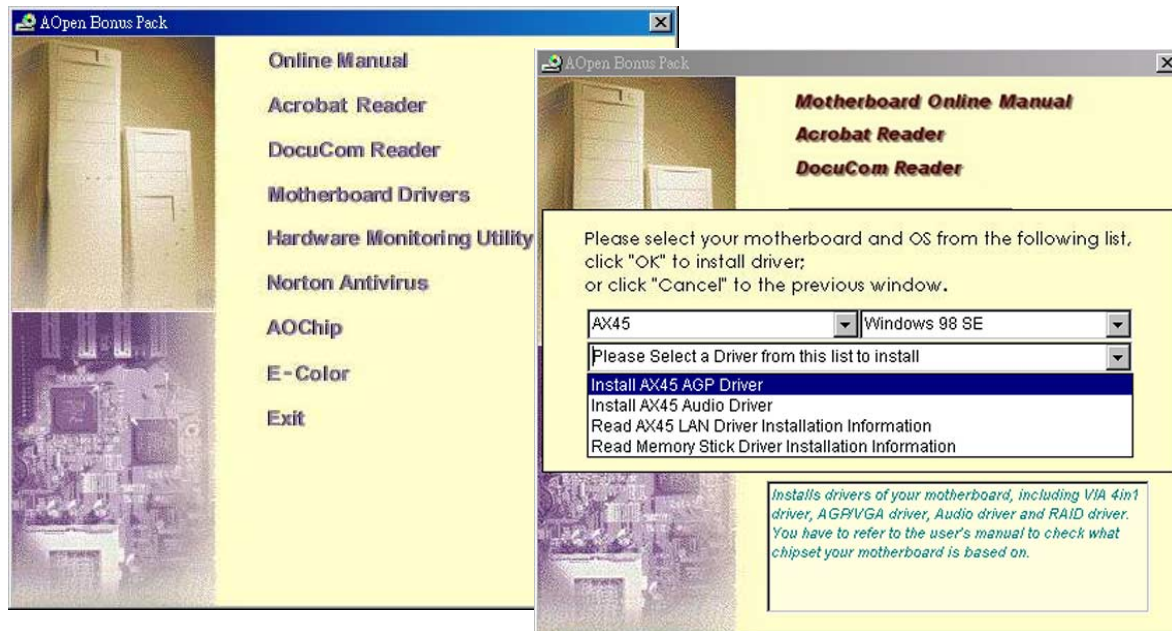 AOpen Bonus Pack
Online Manual
Acrobat Reader
DocuCom Reader
Motherboard Drivers
Hardware Monitoring Utility
Norton Antivirus
AOChip
E-Color
Exit
AOpen Bonus Pack
Motherboard Online Manual
Acrobat Reader
DocuCom Reader
Please select your motherboard and OS from the following list,
click "OK" to install driver;
or click "Cancel" to the previous window.
AX45 Windows 98 SE
Please Select a Driver from this list to install
Install AX45 AGP Driver
Install AX45 Audio Driver
Read AX45 LAN Driver Installation Information
Read Memory Stick Driver Installation Information
Installs drivers of your motherboard, including VIA 4in1
driver, AGP/VGA driver, Audio driver and RAID driver.
You have to refer to the user's manual to check what
chipset your motherboard is based on.